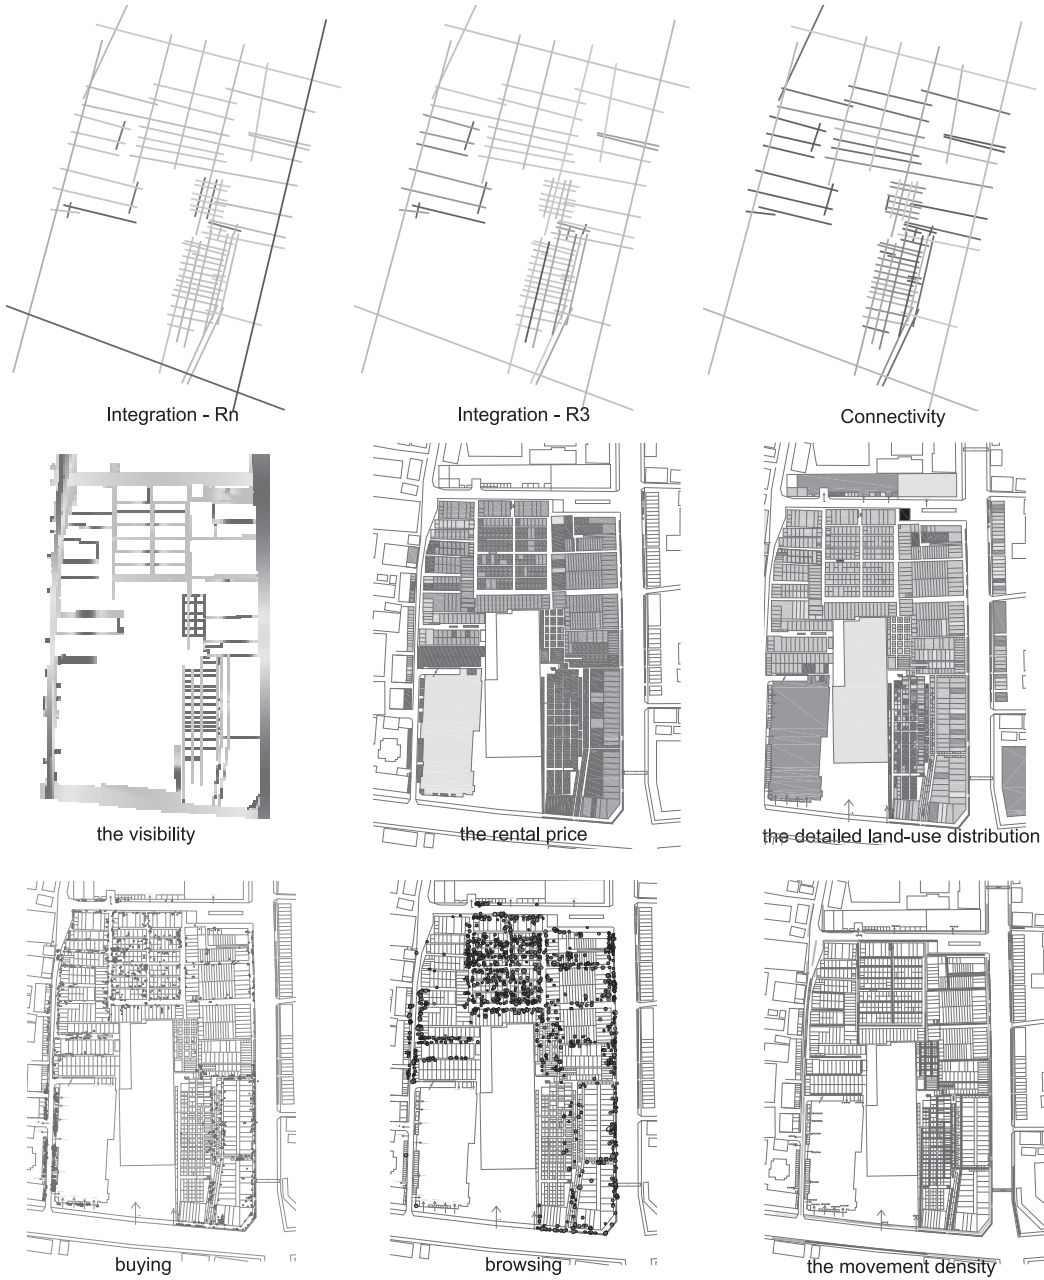 Integration - Rn
Integration - R3
Connectivity
the visibility
the rental price
the detailed land-use distribution
buying
browsing
the movement density